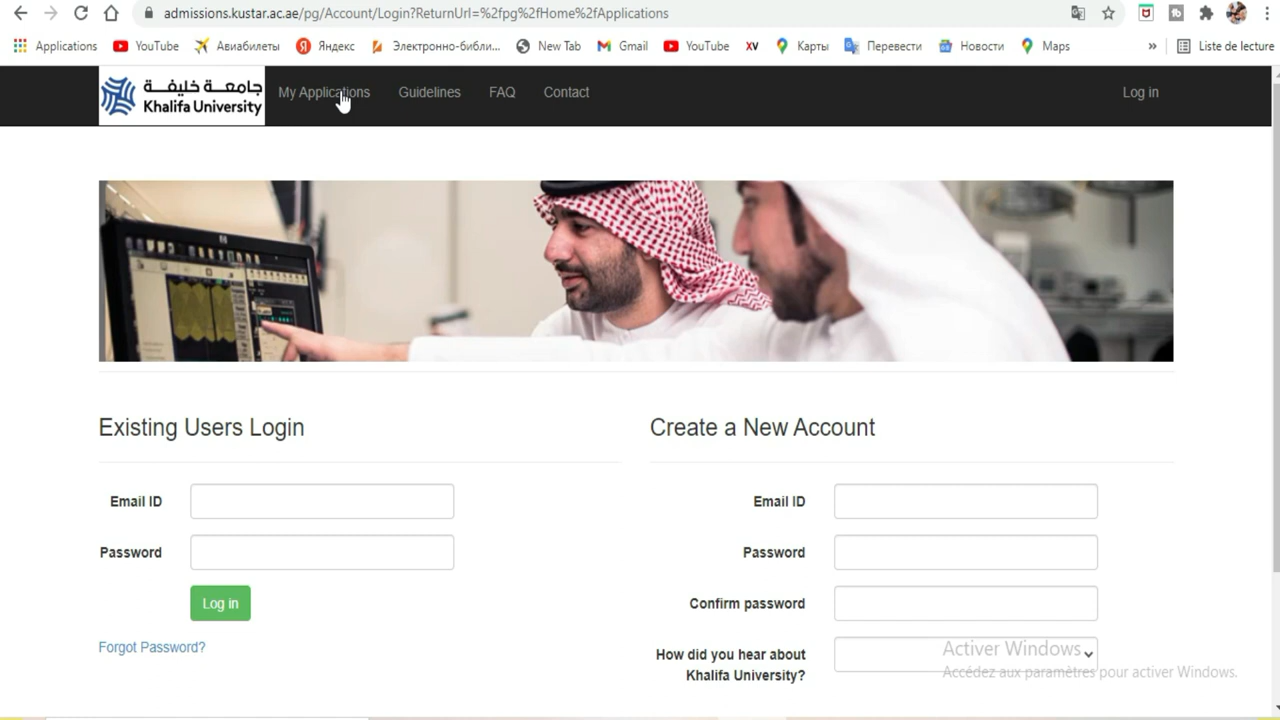 admissions.kustar.ac.ae/pg/Account/Login?ReturnUrl=%2fpg%2fHome%2fApplications
Applications YouTube Авиабилеты Яндекс Электронно-библи... New Tab Gmail YouTube XV Карты Перевести Новости Maps » Liste de lecture
جامعة خليفة
Khalifa University
My Applications Guidelines FAQ Contact Log in
Existing Users Login
Create a New Account
Email ID
Email ID
Password
Password
Log in
Confirm password
Forgot Password?
How did you hear about
Khalifa University?
Activer Windows
Accédez aux paramètres pour activer Windows.